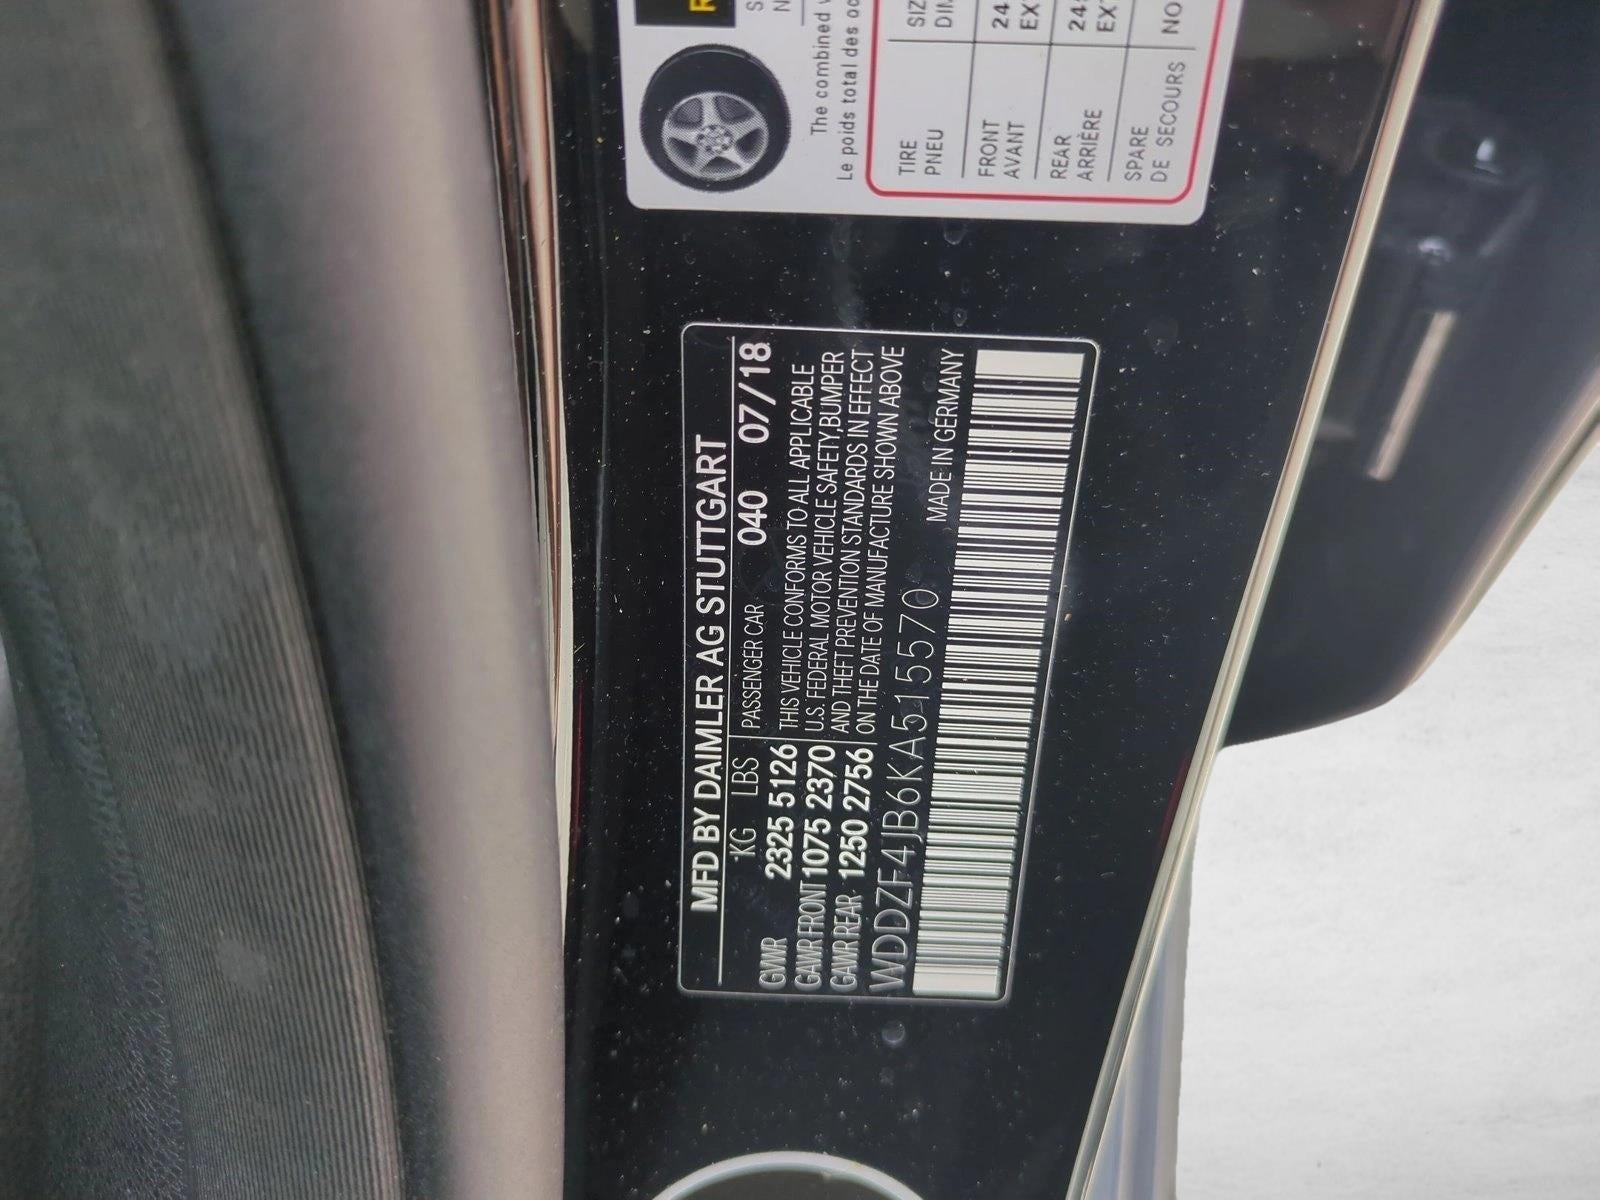 MFD BY DAIMLER AG STUTTGART
KG LBS PASSENGER CAR 040 07/18
GVWR 2325 5126 THIS VEHICLE CONFORMS TO ALL APPLICABLE
GAWR FRONT 1075 2370 U.S. FEDERAL MOTOR VEHICLE SAFETY, BUMPER
GAWR REAR 1250 2756 AND THEFT PREVENTION STANDARDS IN EFFECT
ON THE DATE OF MANUFACTURE SHOWN ABOVE
WDDZF4JB6KA515570 MADE IN GERMANY
The combined
Le poids total des
TIRE
PNEU
FRONT
AVANT
REAR
ARRIÈRE
SPARE
DE SECOURS